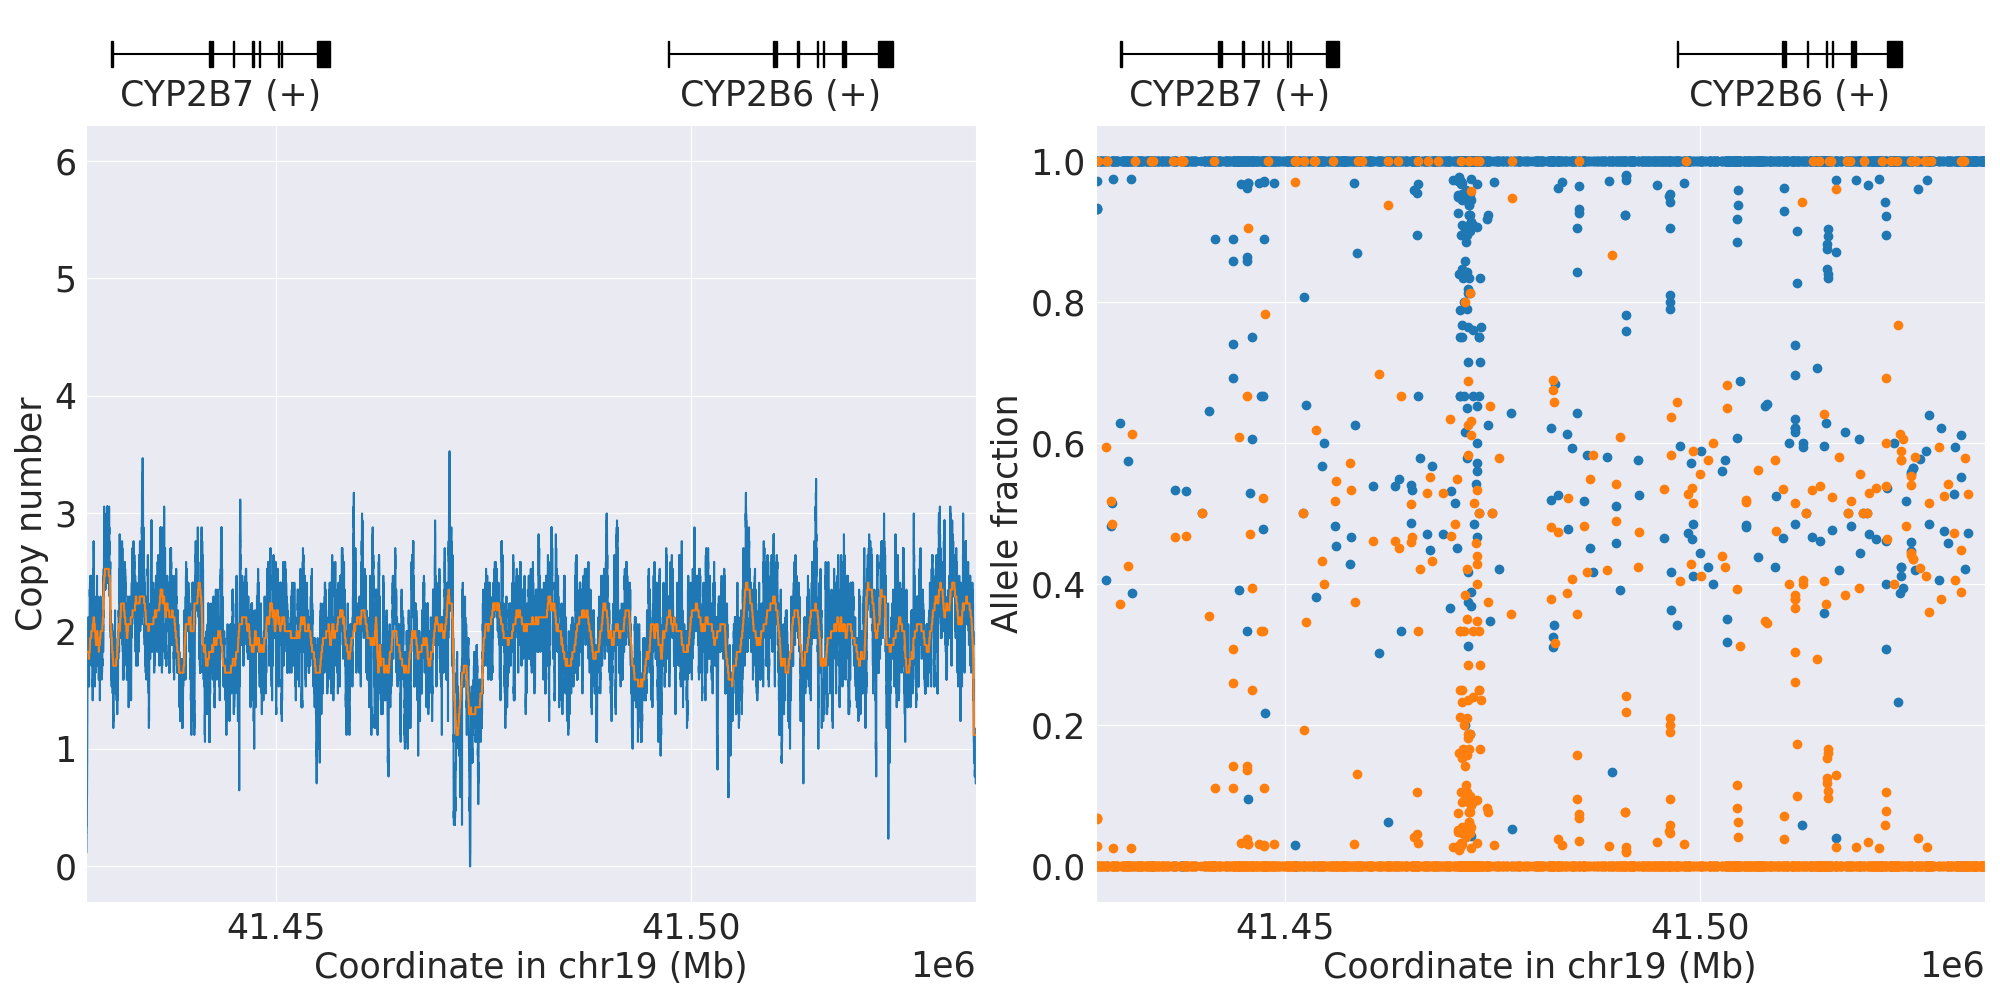 CYP2B7 (+)
CYP2B6 (+)
6
5
4
3
2
1
0
Copy number
41.45
41.50
Coordinate in chr19 (Mb)
1e6
CYP2B7 (+)
CYP2B6 (+)
1.0
0.8
0.6
0.4
0.2
0.0
Allele fraction
41.45
41.50
Coordinate in chr19 (Mb)
1e6